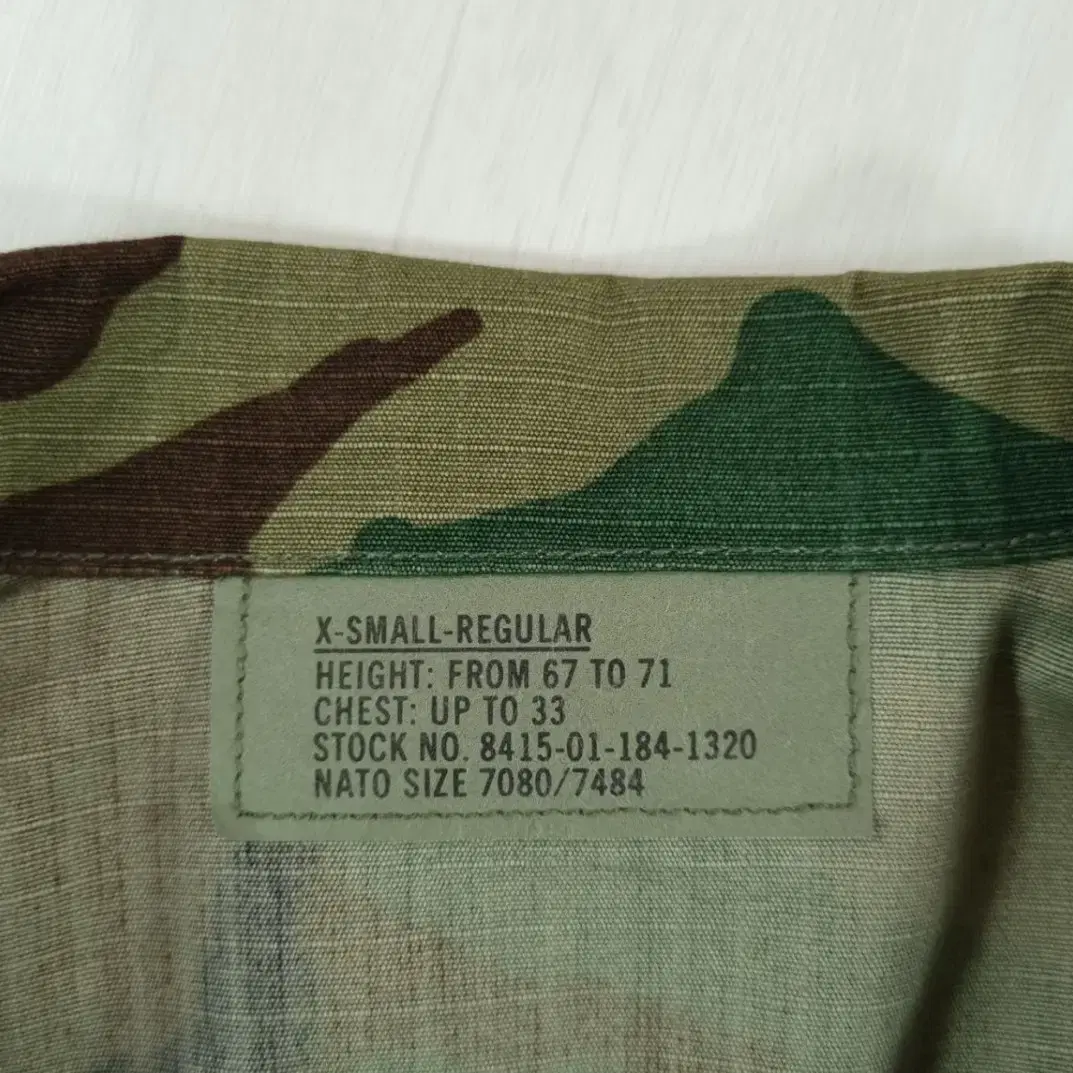 X-SMALL-REGULAR
HEIGHT: FROM 67 TO 71
CHEST: UP TO 33
STOCK NO. 8415-01-184-1320
NATO SIZE 7080/7484